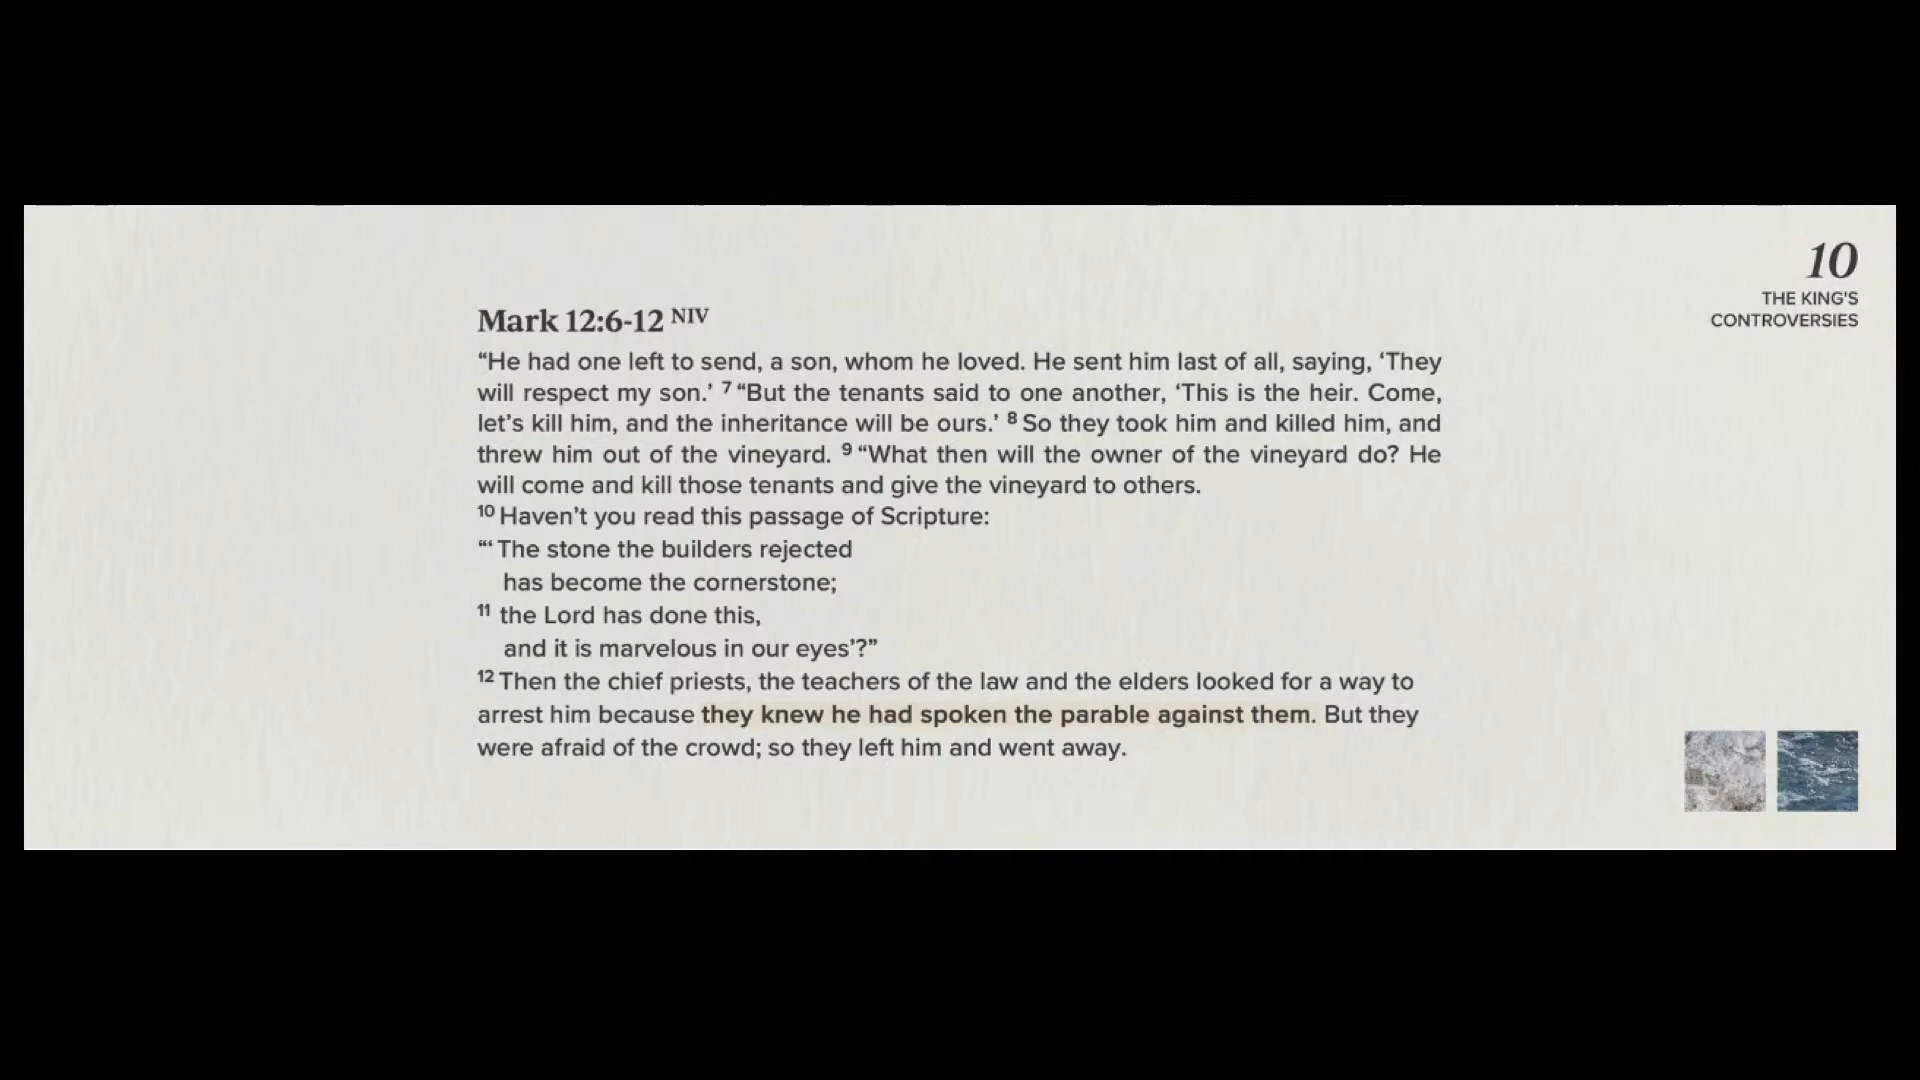 10
THE KING'S
CONTROVERSIES
Mark 12:6-12 NIV
“He had one left to send, a son, whom he loved. He sent him last of all, saying, ‘They
will respect my son.’ 7 “But the tenants said to one another, ‘This is the heir. Come,
let’s kill him, and the inheritance will be ours.’ 8 So they took him and killed him, and
threw him out of the vineyard. 9 “What then will the owner of the vineyard do? He
will come and kill those tenants and give the vineyard to others.
10 Haven’t you read this passage of Scripture:
“‘ The stone the builders rejected
has become the cornerstone;
11 the Lord has done this,
and it is marvelous in our eyes’?”
12 Then the chief priests, the teachers of the law and the elders looked for a way to
arrest him because they knew he had spoken the parable against them. But they
were afraid of the crowd; so they left him and went away.